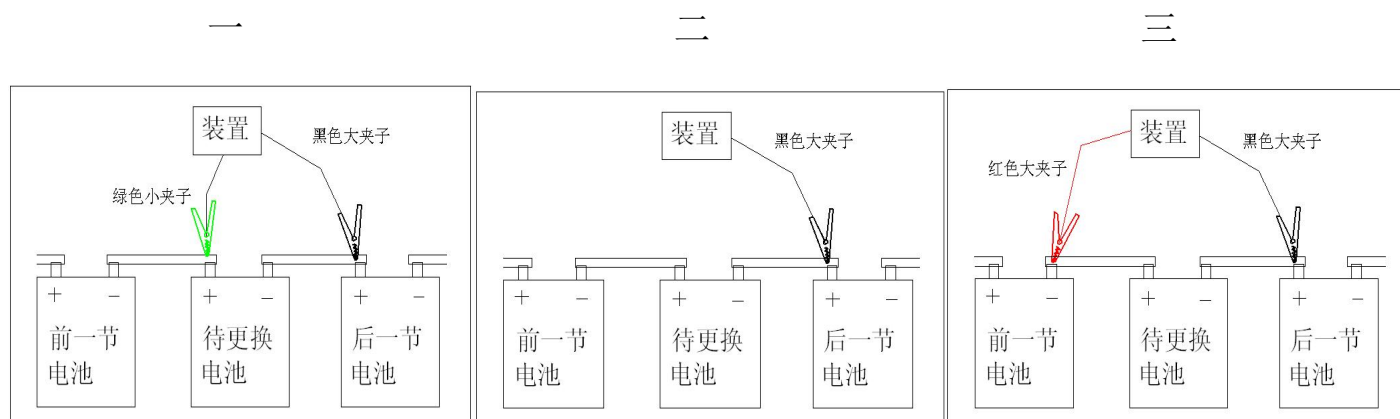 一
二
三
装置
黑色大夹子
绿色小夹子
+ −
前一节
电池
+ −
待更换
电池
+ −
后一节
电池
装置
黑色大夹子
+ −
前一节
电池
+ −
待更换
电池
+ −
后一节
电池
装置
黑色大夹子
红色大夹子
+ −
前一节
电池
+ −
待更换
电池
+ −
后一节
电池